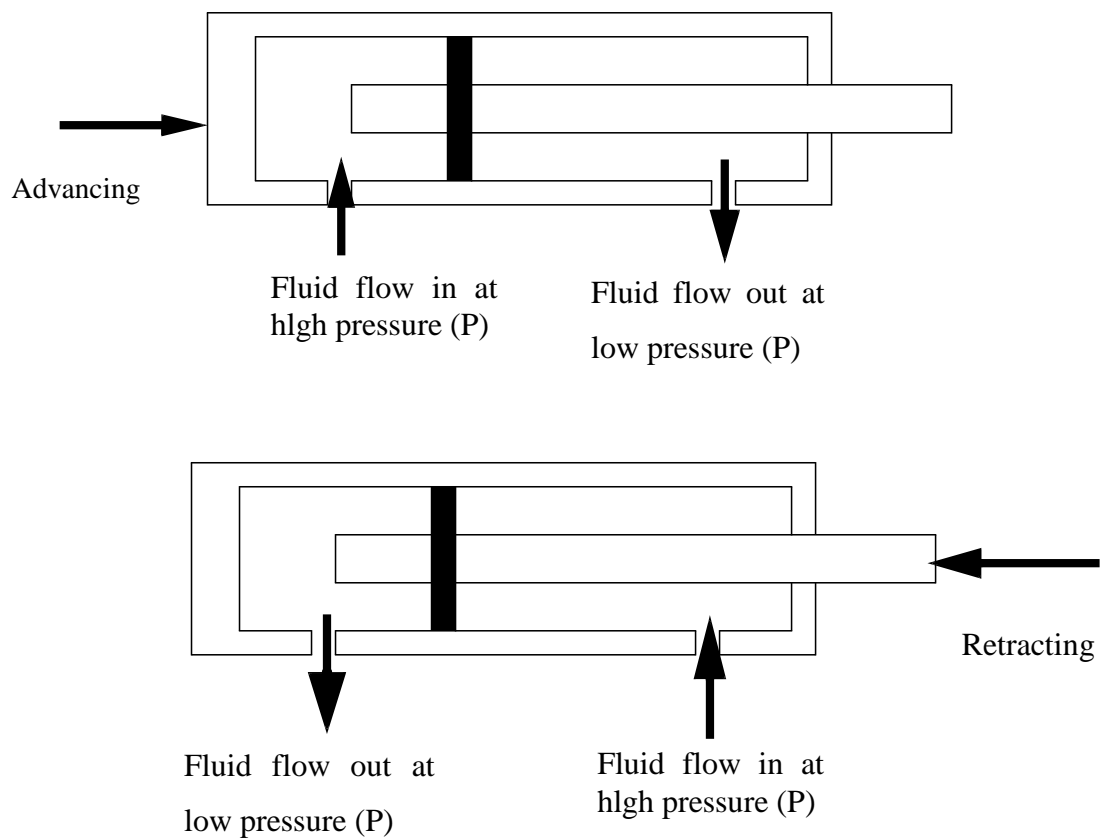 Advancing
Fluid flow in at
hlgh pressure (P)
Fluid flow out at
low pressure (P)
Retracting
Fluid flow out at
low pressure (P)
Fluid flow in at
hlgh pressure (P)